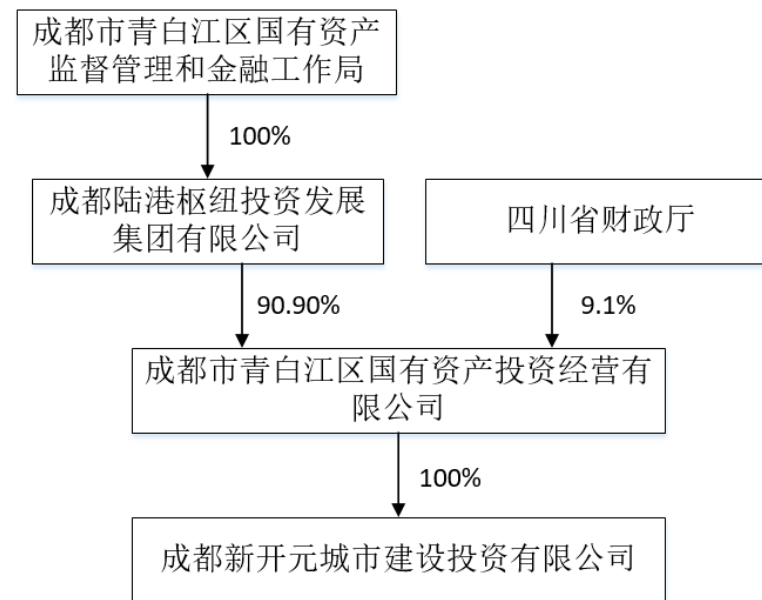 成都市青白江区国有资产
监督管理和金融工作局
100%
成都陆港枢纽投资发展
集团有限公司
四川省财政厅
90.90%
9.1%
成都市青白江区国有资产投资经营有
限公司
100%
成都新开元城市建设投资有限公司